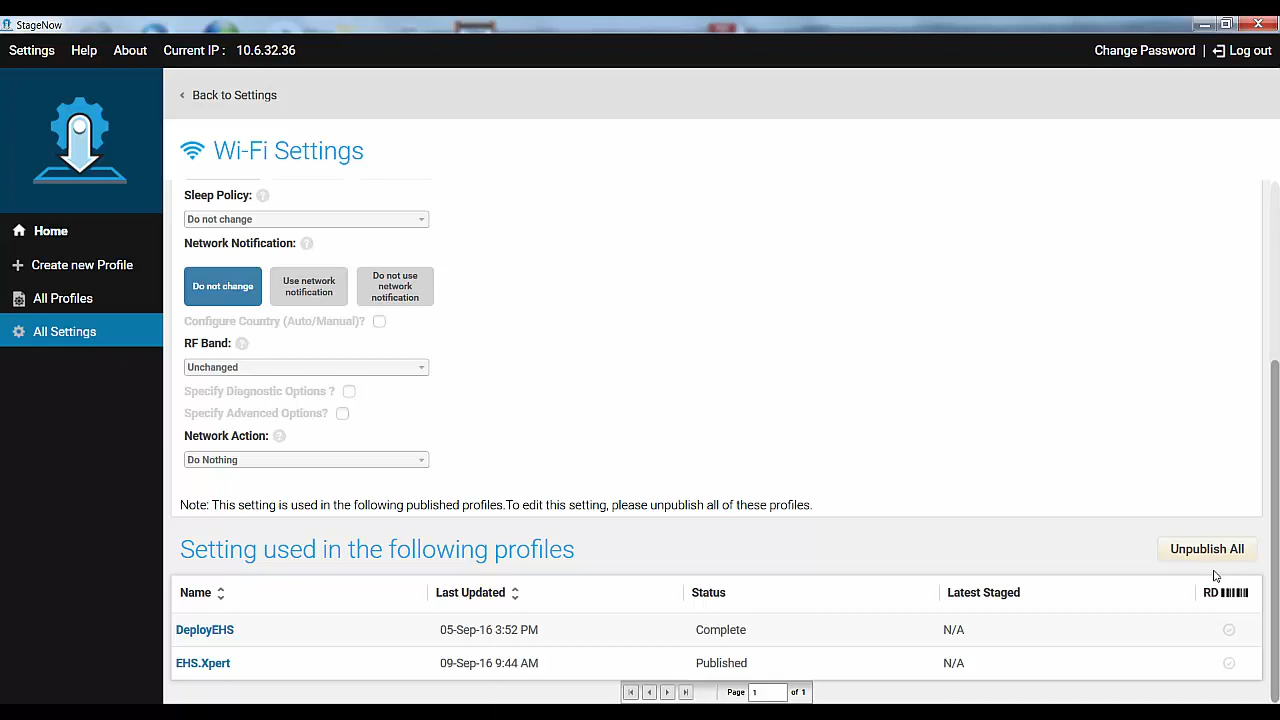 StageNow
Settings Help About Current IP : 10.6.32.36 Change Password | Log out
Back to Settings
Wi-Fi Settings
Home
Create new Profile
All Profiles
All Settings
Sleep Policy: ?
Do not change
Network Notification: ?
Do not change
Use network notification
Do not use network notification
Configure Country (Auto/Manual)?
RF Band: ?
Unchanged
Specify Diagnostic Options ?
Specify Advanced Options?
Network Action: ?
Do Nothing
Note: This setting is used in the following published profiles.To edit this setting, please unpublish all of these profiles.
Setting used in the following profiles
Unpublish All
Name Last Updated Status Latest Staged RD
DeployEHS 05-Sep-16 3:52 PM Complete N/A
EHS.Xpert 09-Sep-16 9:44 AM Published N/A
Page 1 of 1